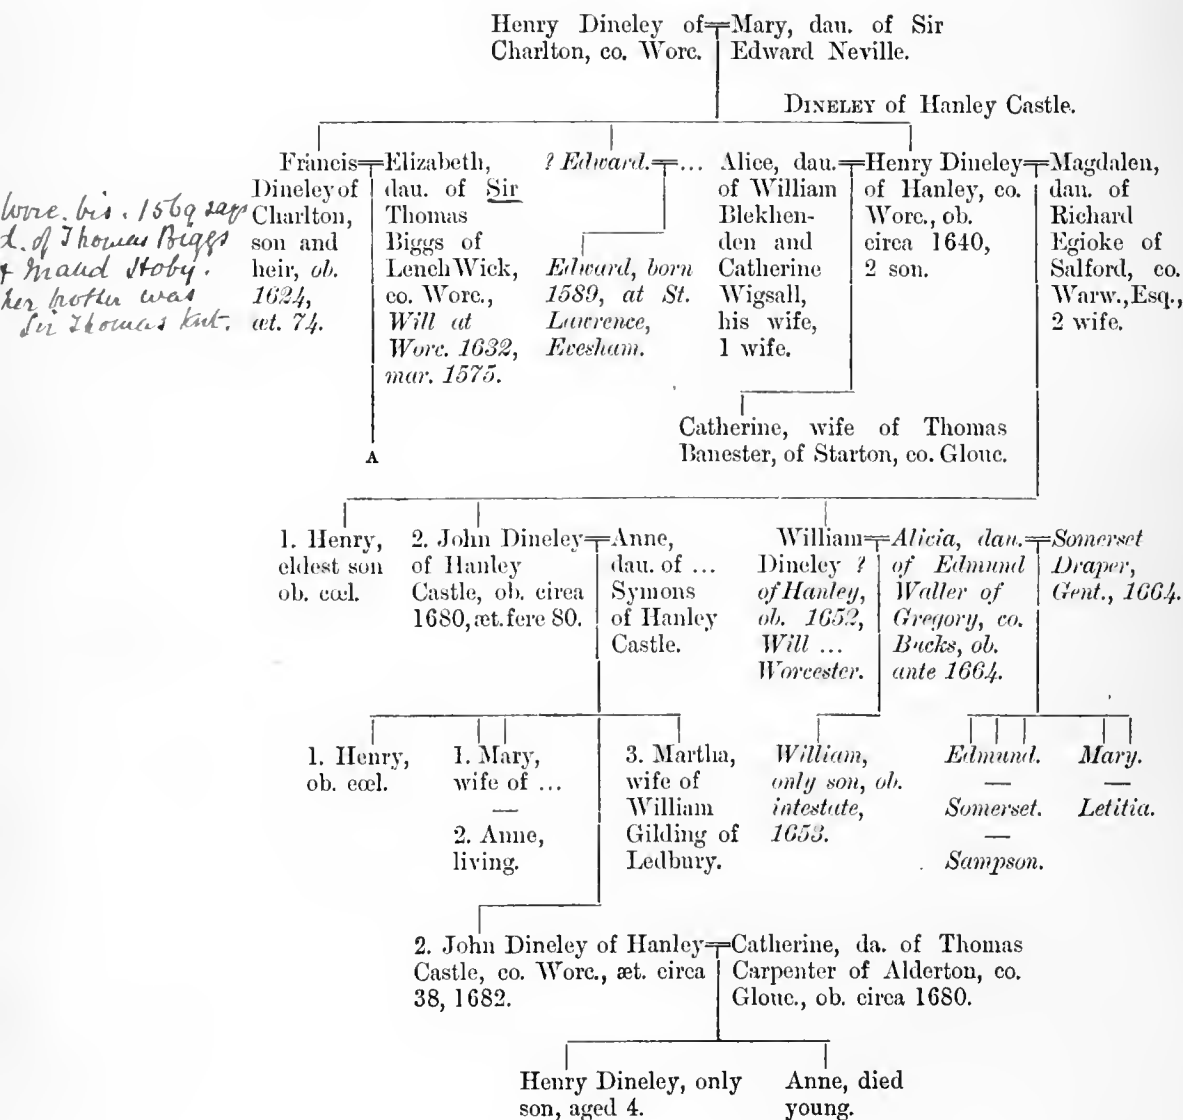 Henry Dineley of
Charlton, co. Worc.
Mary, dau. of Sir
Edward Neville.
DINELEY of Hanley Castle.
Francis
Dineley of
Charlton,
son and
heir, ob.
1624,
æt. 74.
Elizabeth,
dau. of Sir
Thomas
Biggs of
Lench Wick,
co. Worc.,
Will at
Worc. 1632,
mar. 1575.
? Edward.
...
Edward, born
1589, at St.
Lawrence,
Evesham.
Alice, dau.
of William
Blekhen-
den and
Catherine
Wigsall,
his wife,
1 wife.
Henry Dineley
of Hanley, co.
Worc., ob.
circa 1640,
2 son.
Magdalen,
dau. of
Richard
Egioke of
Salford, co.
Warw., Esq.,
2 wife.
Worc. vis. 1569 says
d. of Thomas Biggs
& Maud Hoby.
her brother was
Sir Thomas Knt.
Catherine, wife of Thomas
Banester, of Starton, co. Glouc.
A
1. Henry,
eldest son
ob. cœl.
2. John Dineley
of Hanley
Castle, ob. circa
1680, æt. fere 80.
Anne,
dau. of ...
Symons
of Hanley
Castle.
William
Dineley ?
of Hanley,
ob. 1652,
Will ...
Worcester.
Alicia, dau.
of Edmund
Waller of
Gregory, co.
Bucks, ob.
ante 1664.
Somerset
Draper,
Gent., 1664.
1. Henry,
ob. cœl.
1. Mary,
wife of ...
—
2. Anne,
living.
3. Martha,
wife of
William
Gilding of
Ledbury.
William,
only son, ob.
intestate,
1653.
Edmund.
—
Somerset.
—
Sampson.
Mary.
—
Letitia.
2. John Dineley of Hanley
Castle, co. Worc., æt. circa
38, 1682.
Catherine, da. of Thomas
Carpenter of Alderton, co.
Glouc., ob. circa 1680.
Henry Dineley, only
son, aged 4.
Anne, died
young.